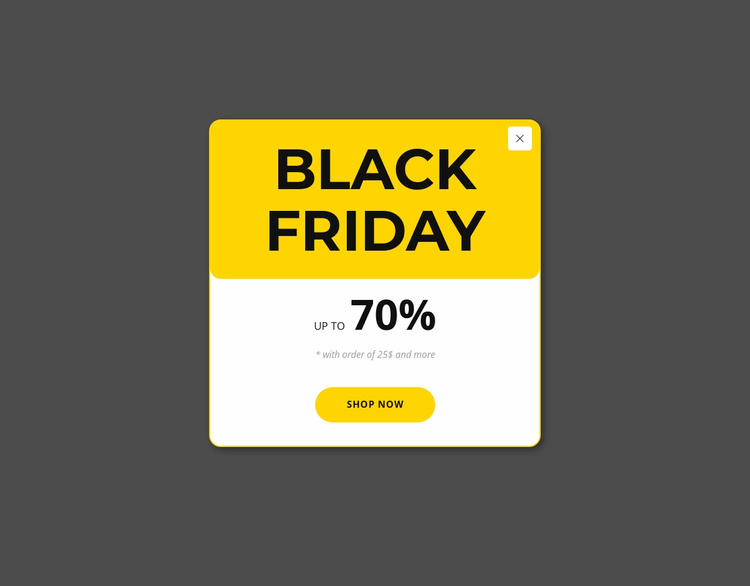 BLACK
FRIDAY
UP TO 70%
* with order of 25$ and more
SHOP NOW